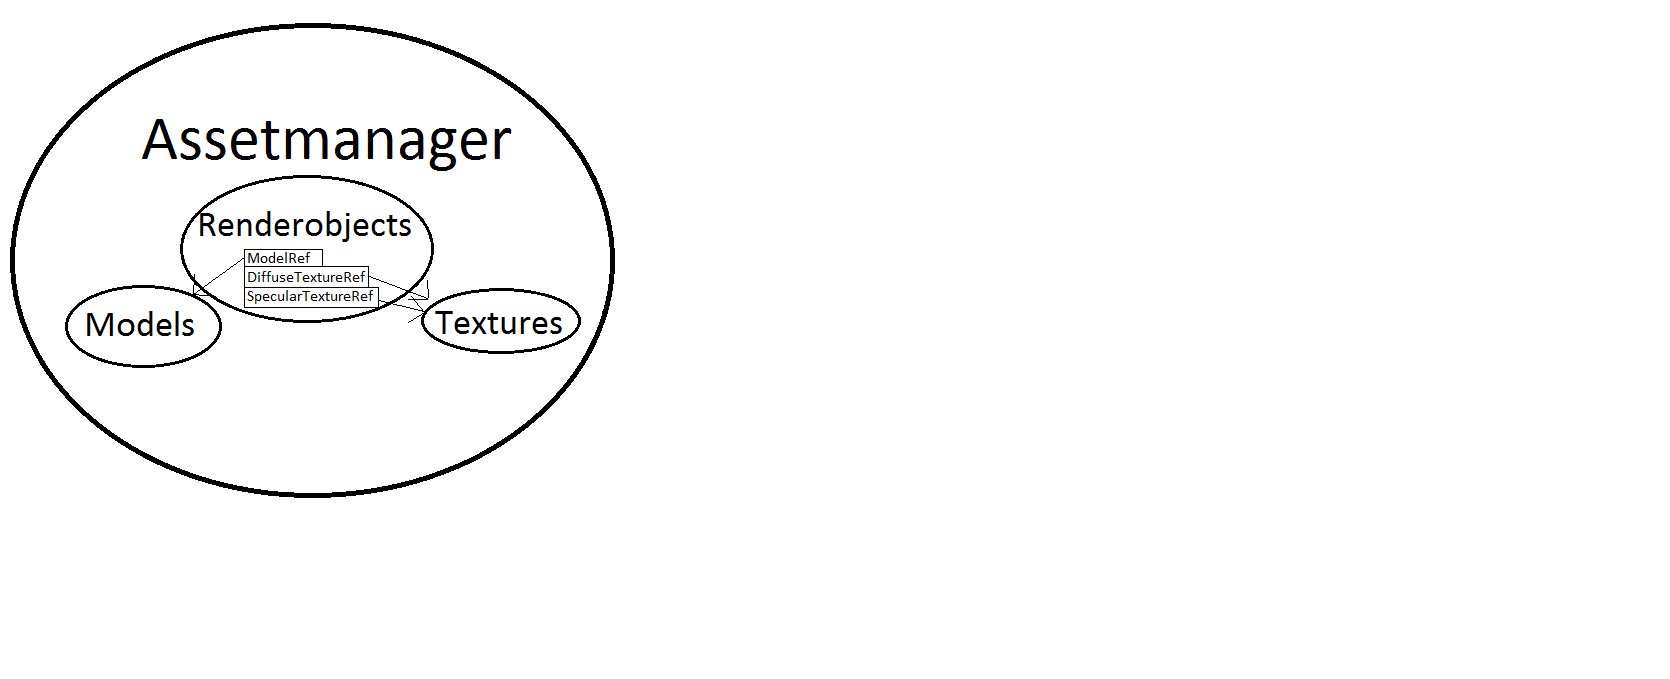 Assetmanager
Renderobjects
ModelRef
DiffuseTextureRef
SpecularTextureRef
Models
Textures